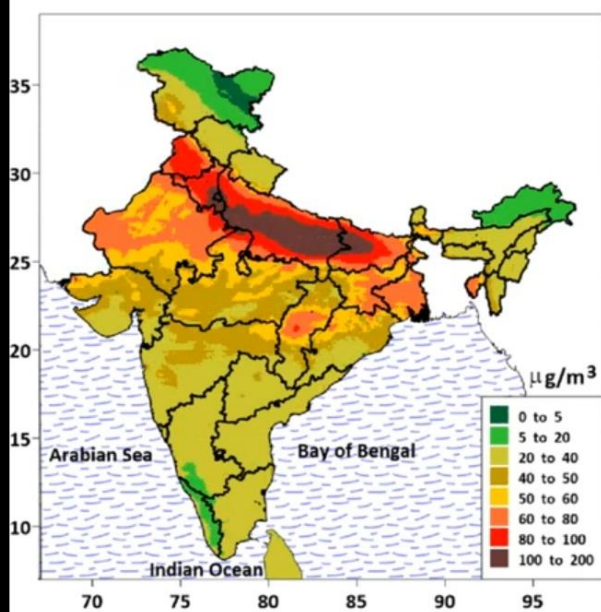 35
30
25
20
15
10
μg/m³
0 to 5
5 to 20
20 to 40
40 to 50
50 to 60
60 to 80
80 to 100
100 to 200
Arabian Sea
Bay of Bengal
Indian Ocean
70 75 80 85 90 95